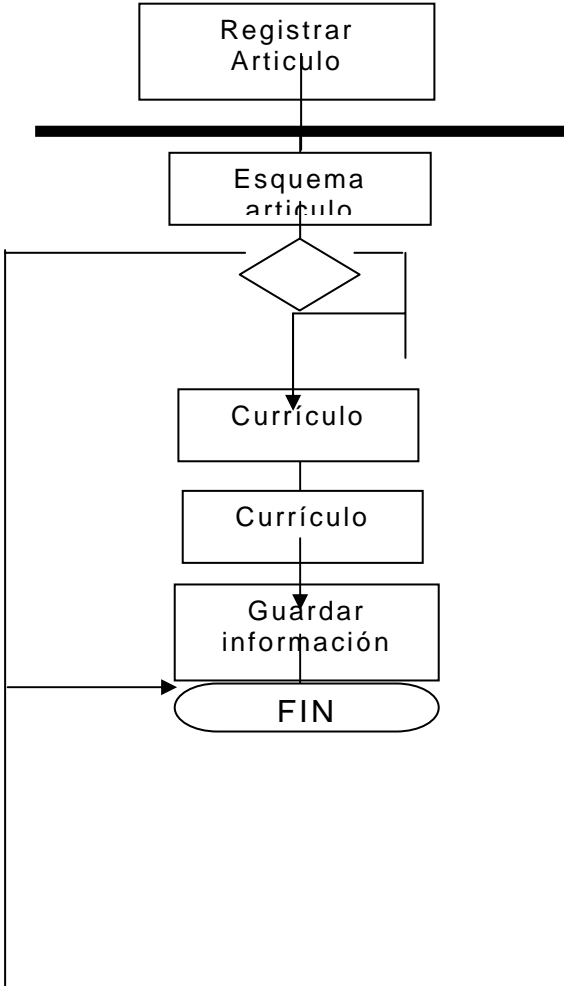 Registrar
Articulo
Esquema
articulo
Currículo
Currículo
Guardar
información
FIN